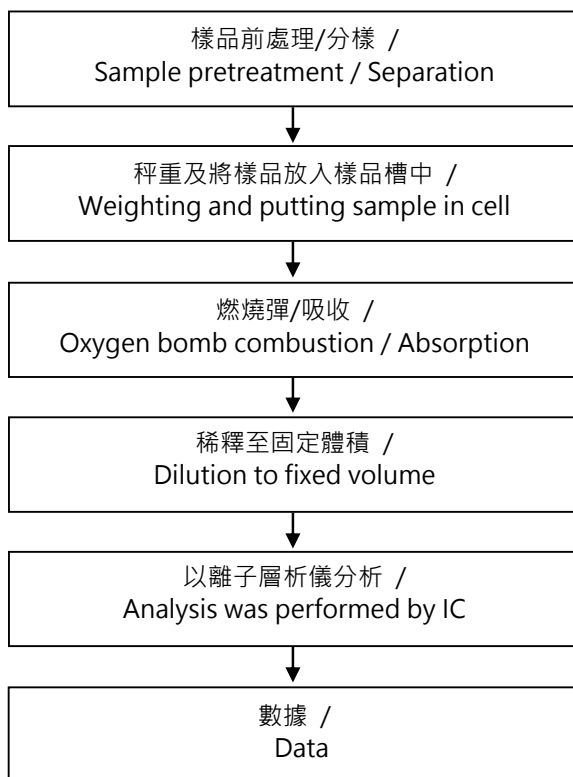 樣品前處理/分樣 /
Sample pretreatment / Separation
秤重及將樣品放入樣品槽中 /
Weighting and putting sample in cell
燃燒彈/吸收 /
Oxygen bomb combustion / Absorption
稀釋至固定體積 /
Dilution to fixed volume
以離子層析儀分析 /
Analysis was performed by IC
數據 /
Data